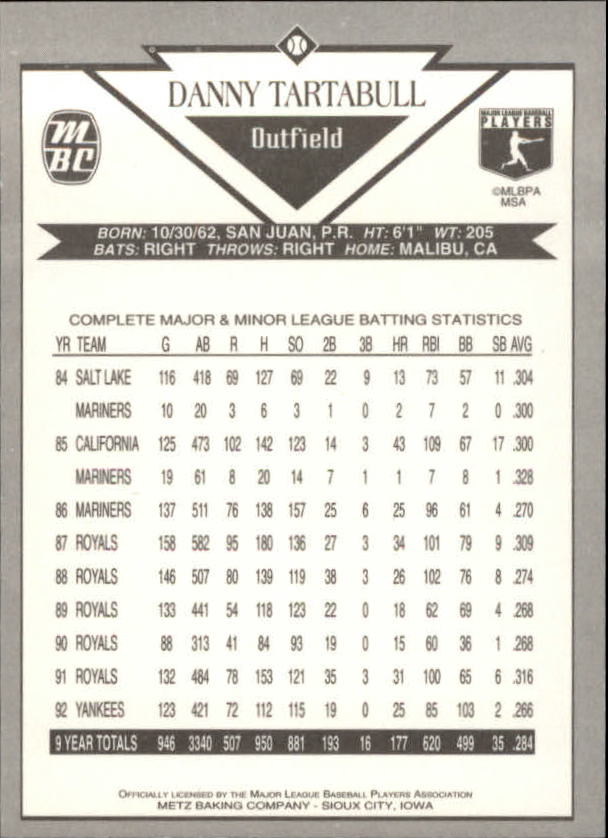 DANNY TARTABULL
Outfield
MBC
MAJOR LEAGUE BASEBALL
PLAYERS
©MLBPA
MSA
BORN: 10/30/62, SAN JUAN, P.R. HT: 6'1" WT: 205
BATS: RIGHT THROWS: RIGHT HOME: MALIBU, CA
COMPLETE MAJOR & MINOR LEAGUE BATTING STATISTICS
YR TEAM G AB R H SO 2B 3B HR RBI BB SB AVG
84 SALT LAKE 116 418 69 127 69 22 9 13 73 57 11 .304
MARINERS 10 20 3 6 3 1 0 2 7 2 0 .300
85 CALIFORNIA 125 473 102 142 123 14 3 43 109 67 17 .300
MARINERS 19 61 8 20 14 7 1 1 7 8 1 .328
86 MARINERS 137 511 76 138 157 25 6 25 96 61 4 .270
87 ROYALS 158 582 95 180 136 27 3 34 101 79 9 .309
88 ROYALS 146 507 80 139 119 38 3 26 102 76 8 .274
89 ROYALS 133 441 54 118 123 22 0 18 62 69 4 .268
90 ROYALS 88 313 41 84 93 19 0 15 60 36 1 .268
91 ROYALS 132 484 78 153 121 35 3 31 100 65 6 .316
92 YANKEES 123 421 72 112 115 19 0 25 85 103 2 .266
9 YEAR TOTALS 946 3340 507 950 881 193 16 177 620 499 35 .284
OFFICIALLY LICENSED BY THE MAJOR LEAGUE BASEBALL PLAYERS ASSOCIATION
METZ BAKING COMPANY - SIOUX CITY, IOWA